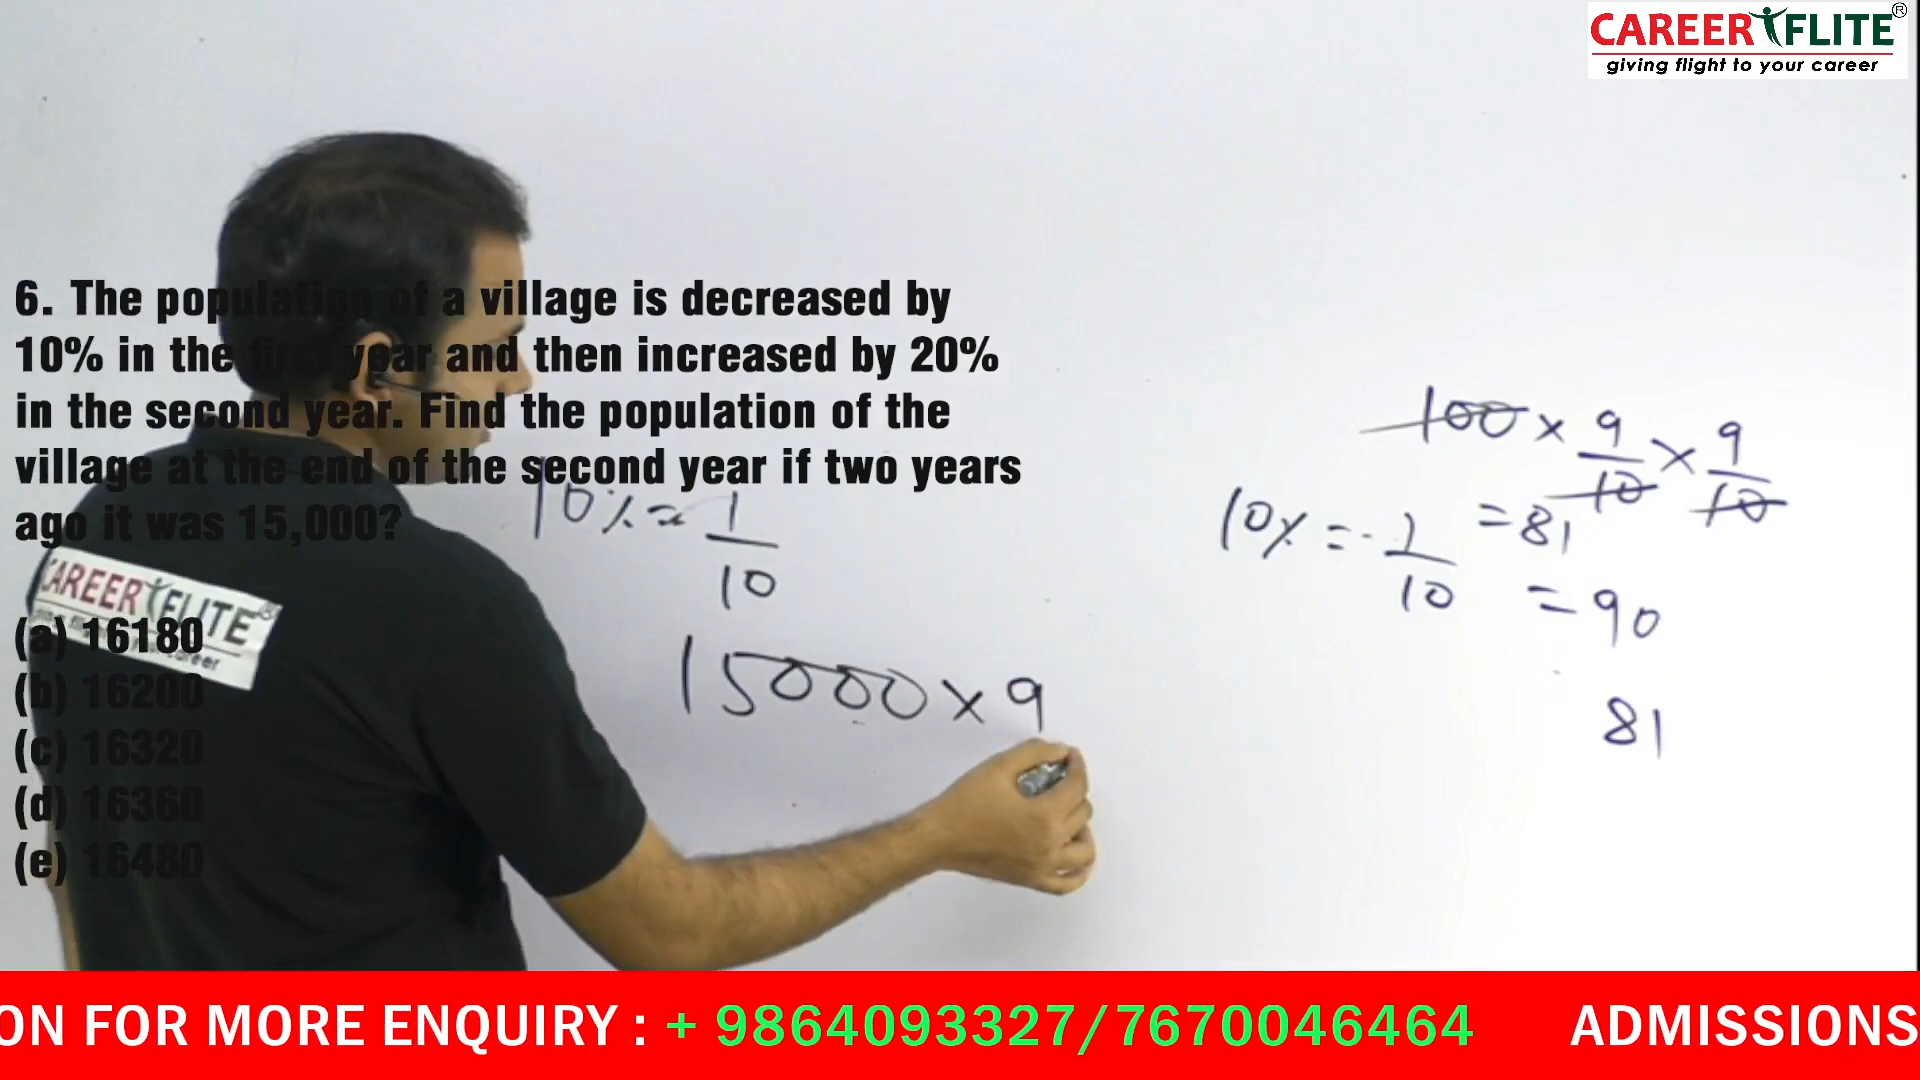 CAREER FLITE®
giving flight to your career
6. The population of a village is decreased by
10% in the first year and then increased by 20%
in the second year. Find the population of the
village at the end of the second year if two years
ago it was 15,000?
(a) 16180
(b) 16200
(c) 16320
(d) 16360
(e) 16480
CAREER FLITE®
career
10% = 1/10
15000 × 9
100 × 9/10 × 9/10
= 81
10% = - 1/10
= 90
81
ON FOR MORE ENQUIRY : + 9864093327/7670046464 ADMISSIONS